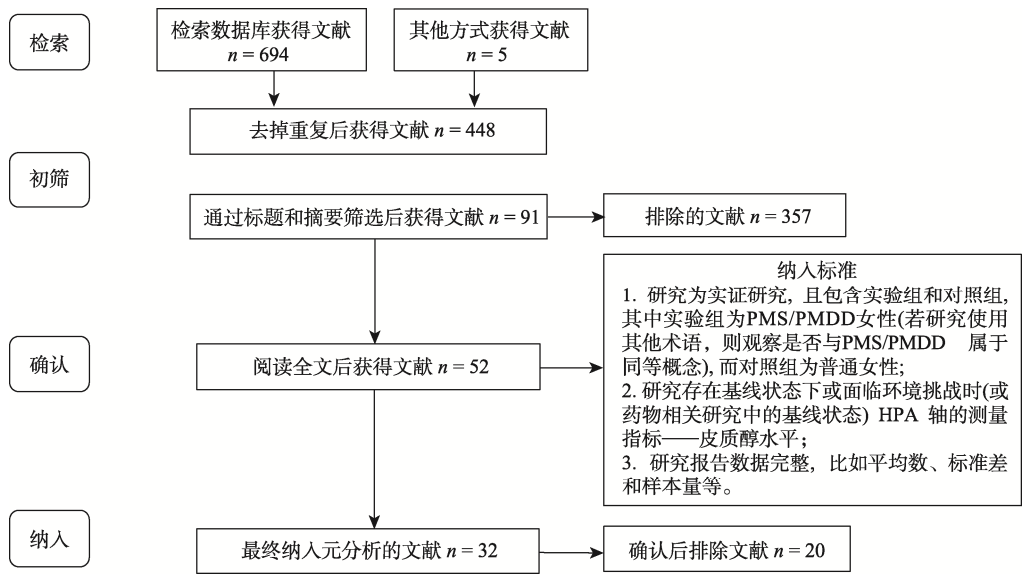 检索
检索数据库获得文献
n = 694
其他方式获得文献
n = 5
去掉重复后获得文献 n = 448
初筛
通过标题和摘要筛选后获得文献 n = 91
排除的文献 n = 357
纳入标准
1. 研究为实证研究, 且包含实验组和对照组,
其中实验组为PMS/PMDD女性(若研究使用
其他术语，则观察是否与PMS/PMDD 属于
同等概念), 而对照组为普通女性;
2. 研究存在基线状态下或面临环境挑战时(或
药物相关研究中的基线状态) HPA 轴的测量
指标——皮质醇水平；
3. 研究报告数据完整，比如平均数、标准差
和样本量等。
确认
阅读全文后获得文献 n = 52
纳入
最终纳入元分析的文献 n = 32
确认后排除文献 n = 20